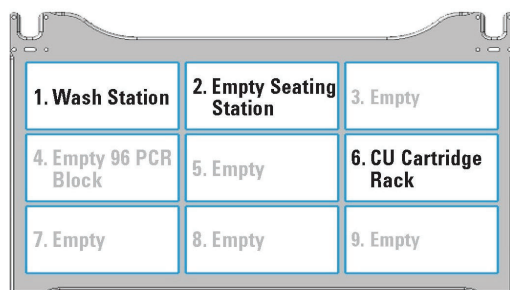 1. Wash Station
2. Empty Seating
Station
3. Empty
4. Empty 96 PCR
Block
5. Empty
6. CU Cartridge
Rack
7. Empty
8. Empty
9. Empty